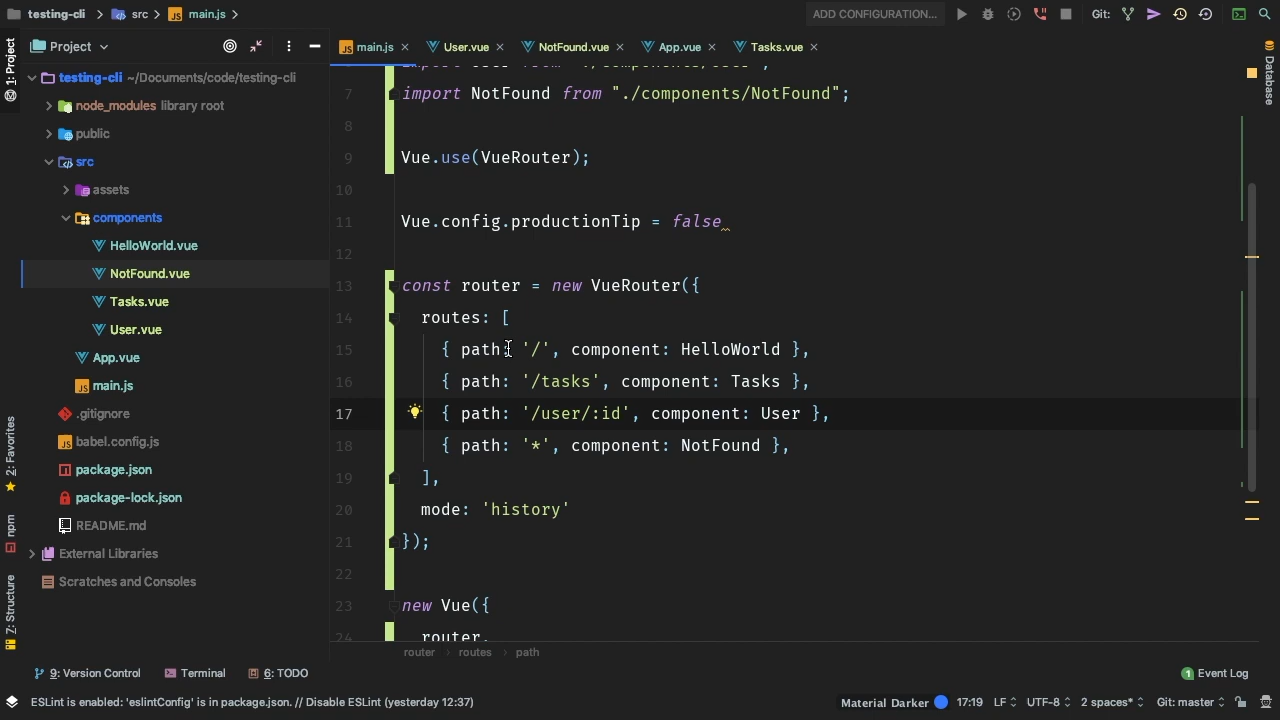 testing-cli > src > main.js >
ADD CONFIGURATION...
Git:
1: Project
Project
main.js
User.vue
NotFound.vue
App.vue
Tasks.vue
Database
testing-cli ~/Documents/code/testing-cli
node_modules library root
public
src
assets
components
HelloWorld.vue
NotFound.vue
Tasks.vue
User.vue
App.vue
main.js
.gitignore
babel.config.js
package.json
package-lock.json
README.md
External Libraries
Scratches and Consoles
2: Favorites
npm
7: Structure
7 import NotFound from "./components/NotFound";
8
9 Vue.use(VueRouter);
10
11 Vue.config.productionTip = false
12
13 const router = new VueRouter({
14 routes: [
15 { path: '/', component: HelloWorld },
16 { path: '/tasks', component: Tasks },
17 { path: '/user/:id', component: User },
18 { path: '*', component: NotFound },
19 ],
20 mode: 'history'
21 });
22
23 new Vue({
24 router,
router > routes > path
9: Version Control
Terminal
6: TODO
1 Event Log
ESLint is enabled: 'eslintConfig' is in package.json. // Disable ESLint (yesterday 12:37)
Material Darker
17:19
LF
UTF-8
2 spaces*
Git: master